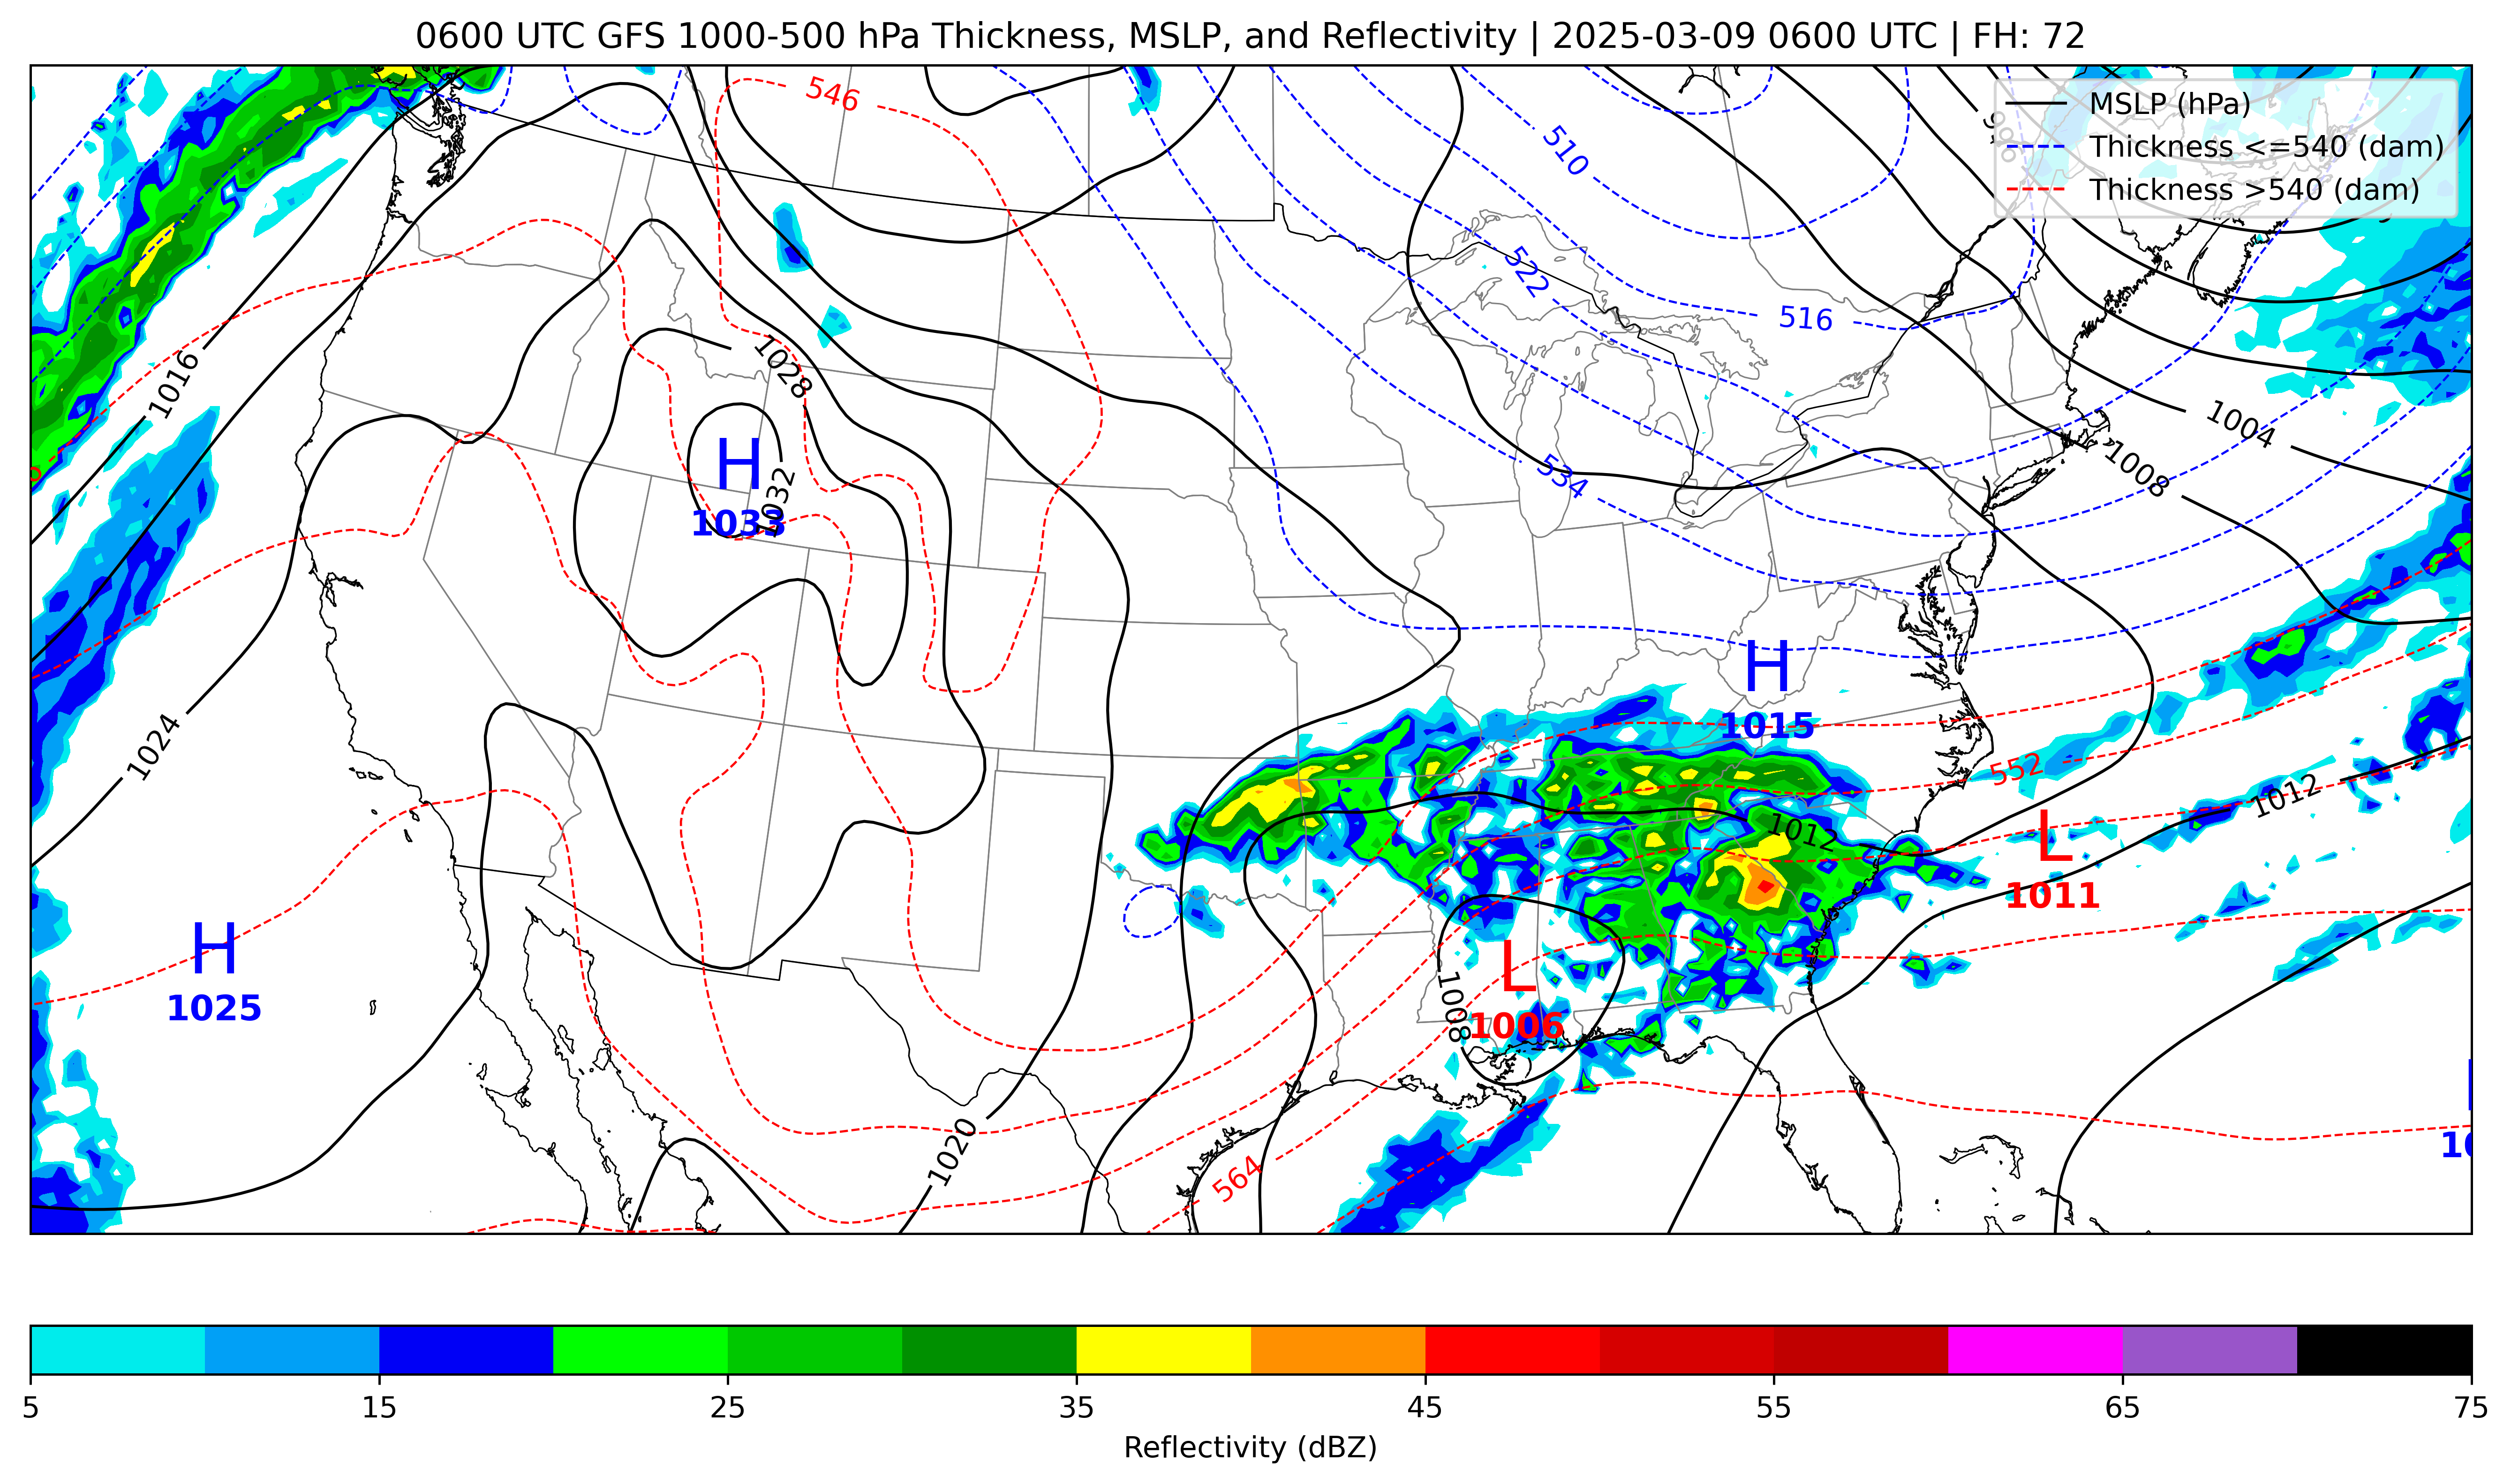 0600 UTC GFS 1000-500 hPa Thickness, MSLP, and Reflectivity | 2025-03-09 0600 UTC | FH: 72
MSLP (hPa)
Thickness <=540 (dam)
Thickness >540 (dam)
546
510
996
522
516
1016
1028
1004
1008
534
H
1033
1032
H
1015
1024
552
1012
1012
L
1011
H
1025
L
1006
1008
1020
564
5 15 25 35 45 55 65 75
Reflectivity (dBZ)